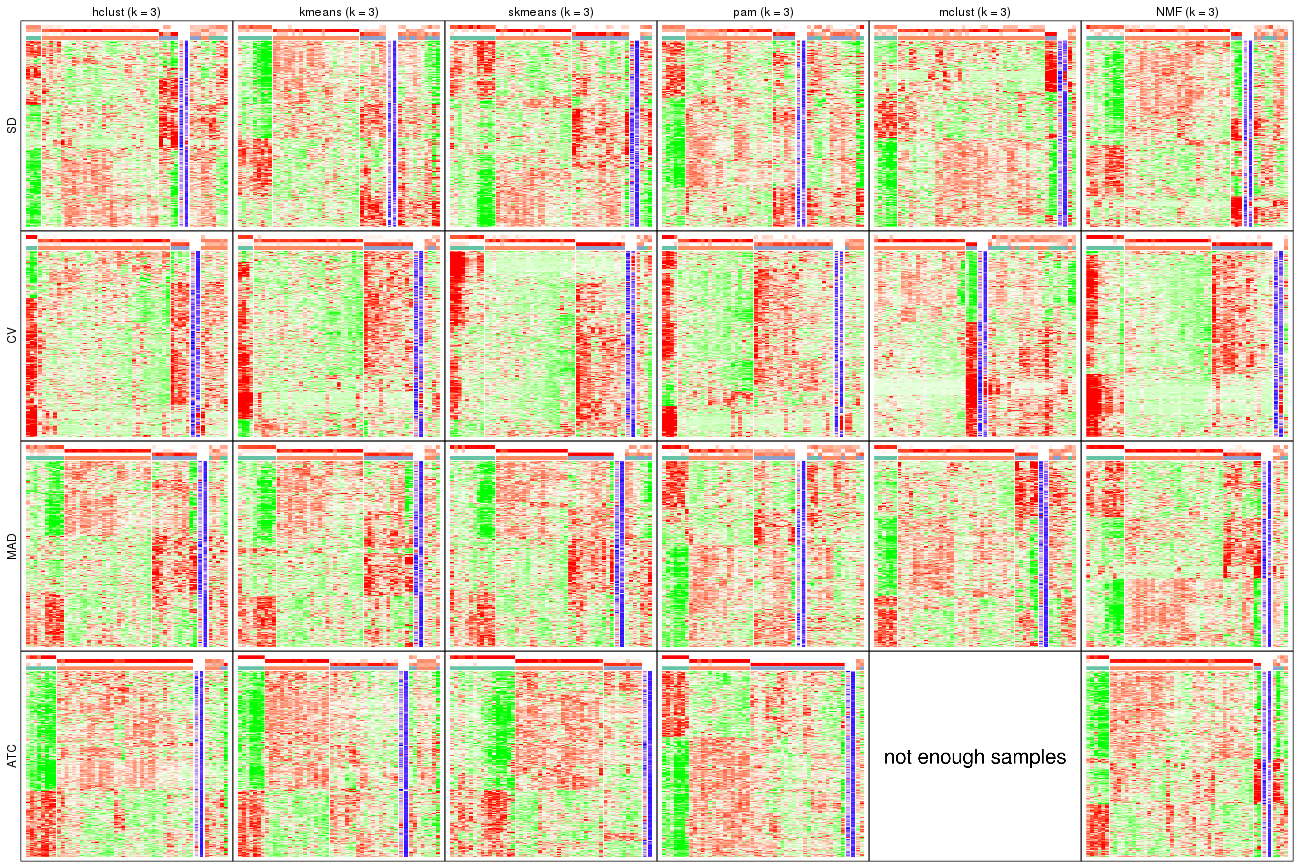 hclust (k = 3) kmeans (k = 3) skmeans (k = 3) pam (k = 3) mclust (k = 3) NMF (k = 3)
SD
CV
MAD
ATC
not enough samples